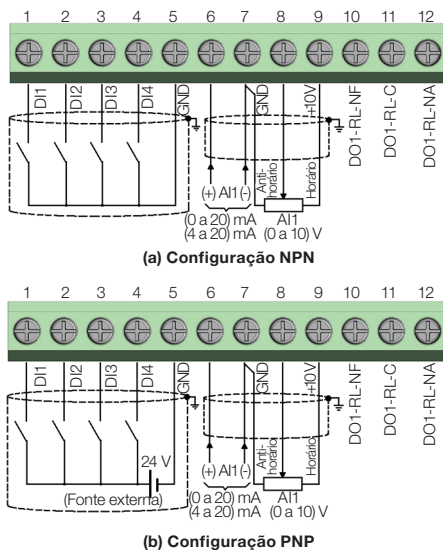 1 2 3 4 5 6 7 8 9 10 11 12
DI1
DI2
DI3
DI4
GND
GND
+10V
DO1-RL-NF
DO1-RL-C
DO1-RL-NA
(+) AI1 (-)
Anti-
horário
Horário
(0 a 20) mA
(4 a 20) mA
AI1
(0 a 10) V
(a) Configuração NPN
1 2 3 4 5 6 7 8 9 10 11 12
DI1
DI2
DI3
DI4
GND
GND
+10V
DO1-RL-NF
DO1-RL-C
DO1-RL-NA
24 V
(Fonte externa)
(+) AI1 (-)
Anti-
horário
Horário
(0 a 20) mA
(4 a 20) mA
AI1
(0 a 10) V
(b) Configuração PNP